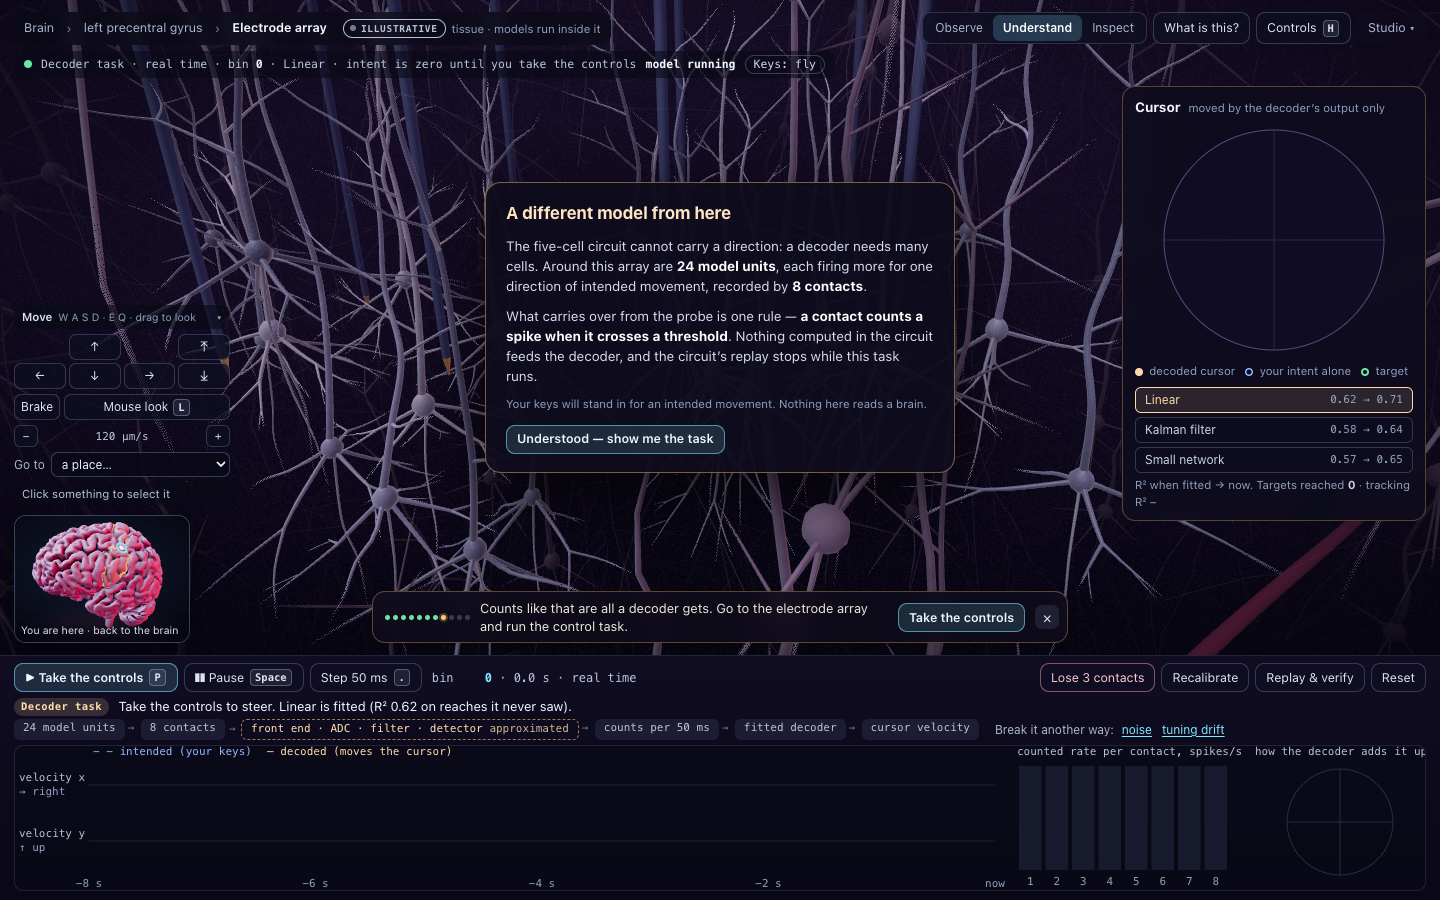 Brain › left precentral gyrus › Electrode array ILLUSTRATIVE tissue · models run inside it
Observe Understand Inspect What is this? Controls H Studio ▾
Decoder task · real time · bin 0 · Linear · intent is zero until you take the controls model running Keys: fly
Cursor moved by the decoder's output only
A different model from here
The five-cell circuit cannot carry a direction: a decoder needs many
cells. Around this array are 24 model units, each firing more for one
direction of intended movement, recorded by 8 contacts.
What carries over from the probe is one rule — a contact counts a
spike when it crosses a threshold. Nothing computed in the circuit
feeds the decoder, and the circuit's replay stops while this task
runs.
Your keys will stand in for an intended movement. Nothing here reads a brain.
Understood — show me the task
Move W A S D · E Q · drag to look ▾
↑ ⤒
← ↓ → ⤓
Brake Mouse look L
− 120 µm/s +
Go to a place...
Click something to select it
You are here · back to the brain
decoded cursor your intent alone target
Linear 0.62 → 0.71
Kalman filter 0.58 → 0.64
Small network 0.57 → 0.65
R² when fitted → now. Targets reached 0 · tracking
R² –
Counts like that are all a decoder gets. Go to the electrode array
and run the control task.
Take the controls ×
▶ Take the controls P Pause Space Step 50 ms . bin 0 · 0.0 s · real time
Lose 3 contacts Recalibrate Replay & verify Reset
Decoder task Take the controls to steer. Linear is fitted (R² 0.62 on reaches it never saw).
24 model units → 8 contacts → front end · ADC · filter · detector approximated → counts per 50 ms → fitted decoder → cursor velocity Break it another way: noise tuning drift
– – intended (your keys) — decoded (moves the cursor)
counted rate per contact, spikes/s how the decoder adds it up
velocity x
→ right
velocity y
↑ up
−8 s −6 s −4 s −2 s now
1 2 3 4 5 6 7 8